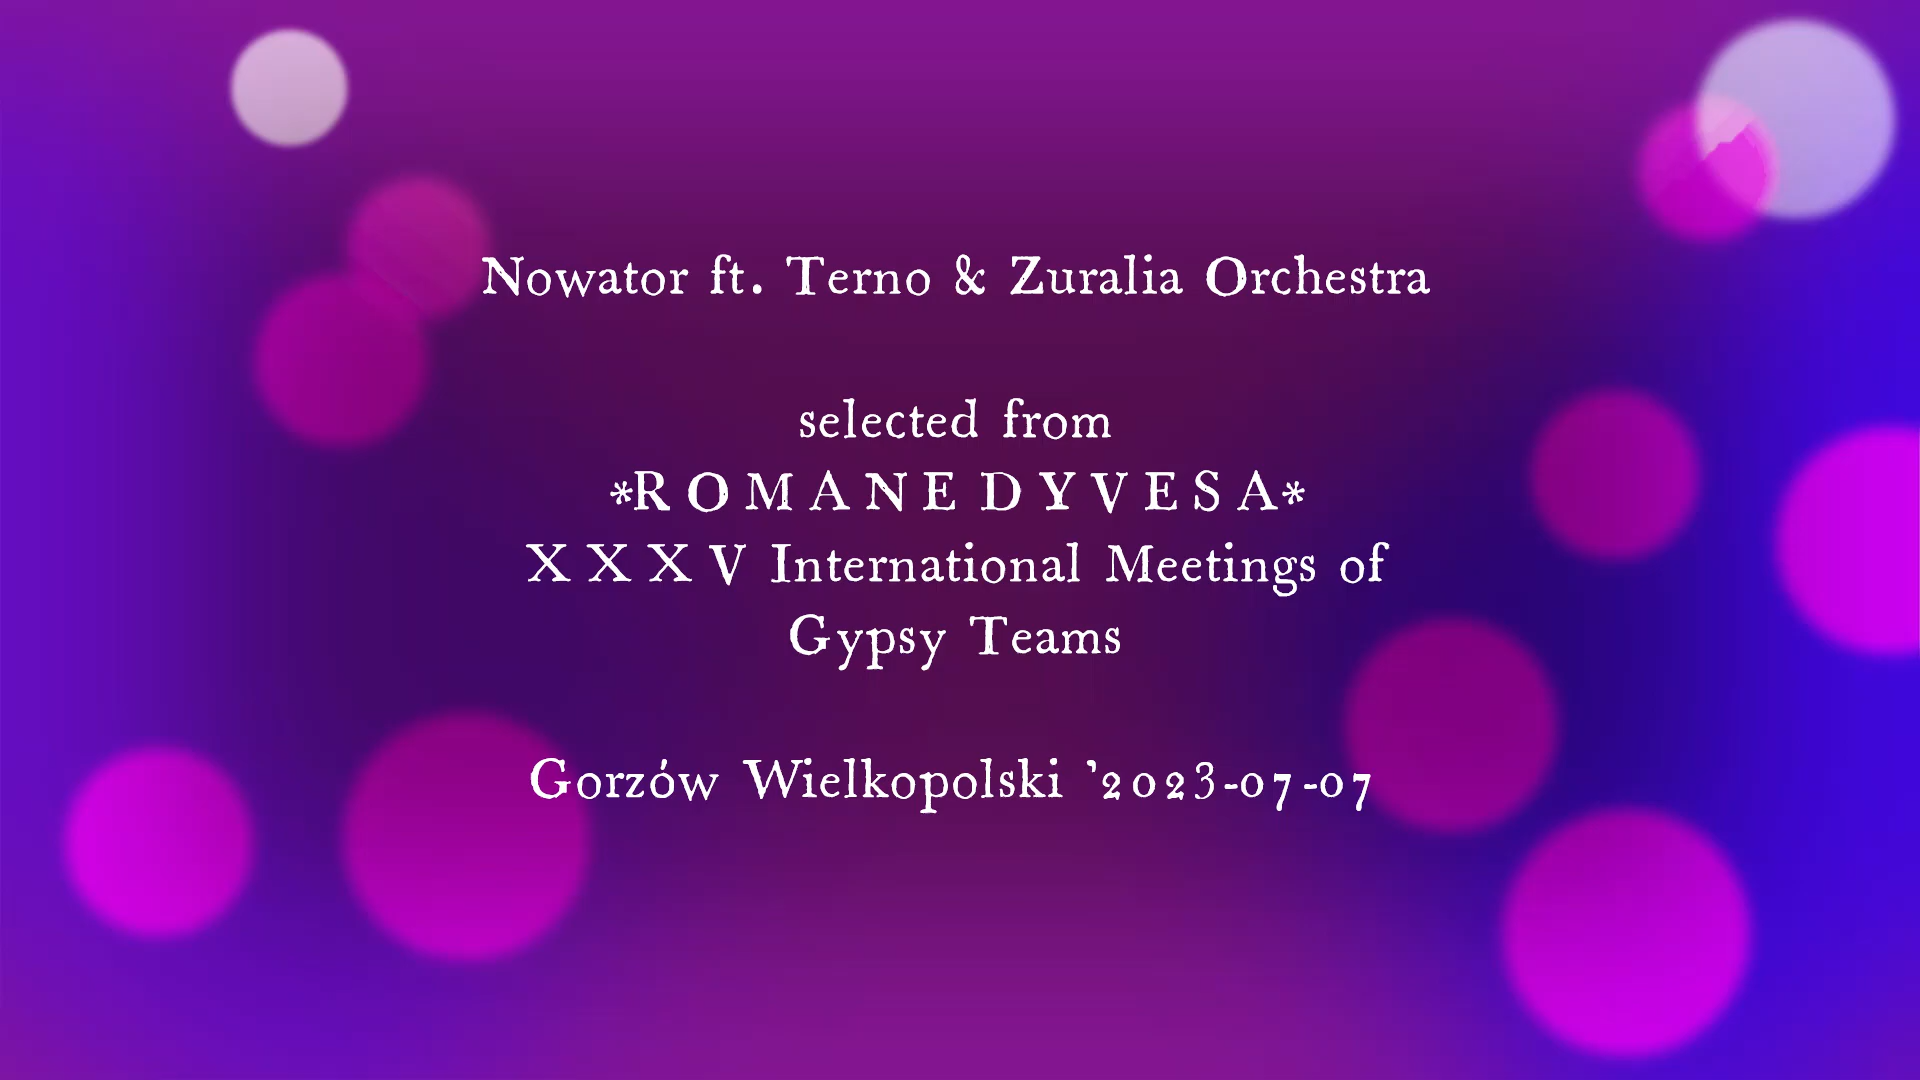 Nowator ft. Terno & Zuralia Orchestra
selected from
*R O M A N E D Y V E S A*
X X X V International Meetings of
Gypsy Teams
Gorzów Wielkopolski '2023-07-07